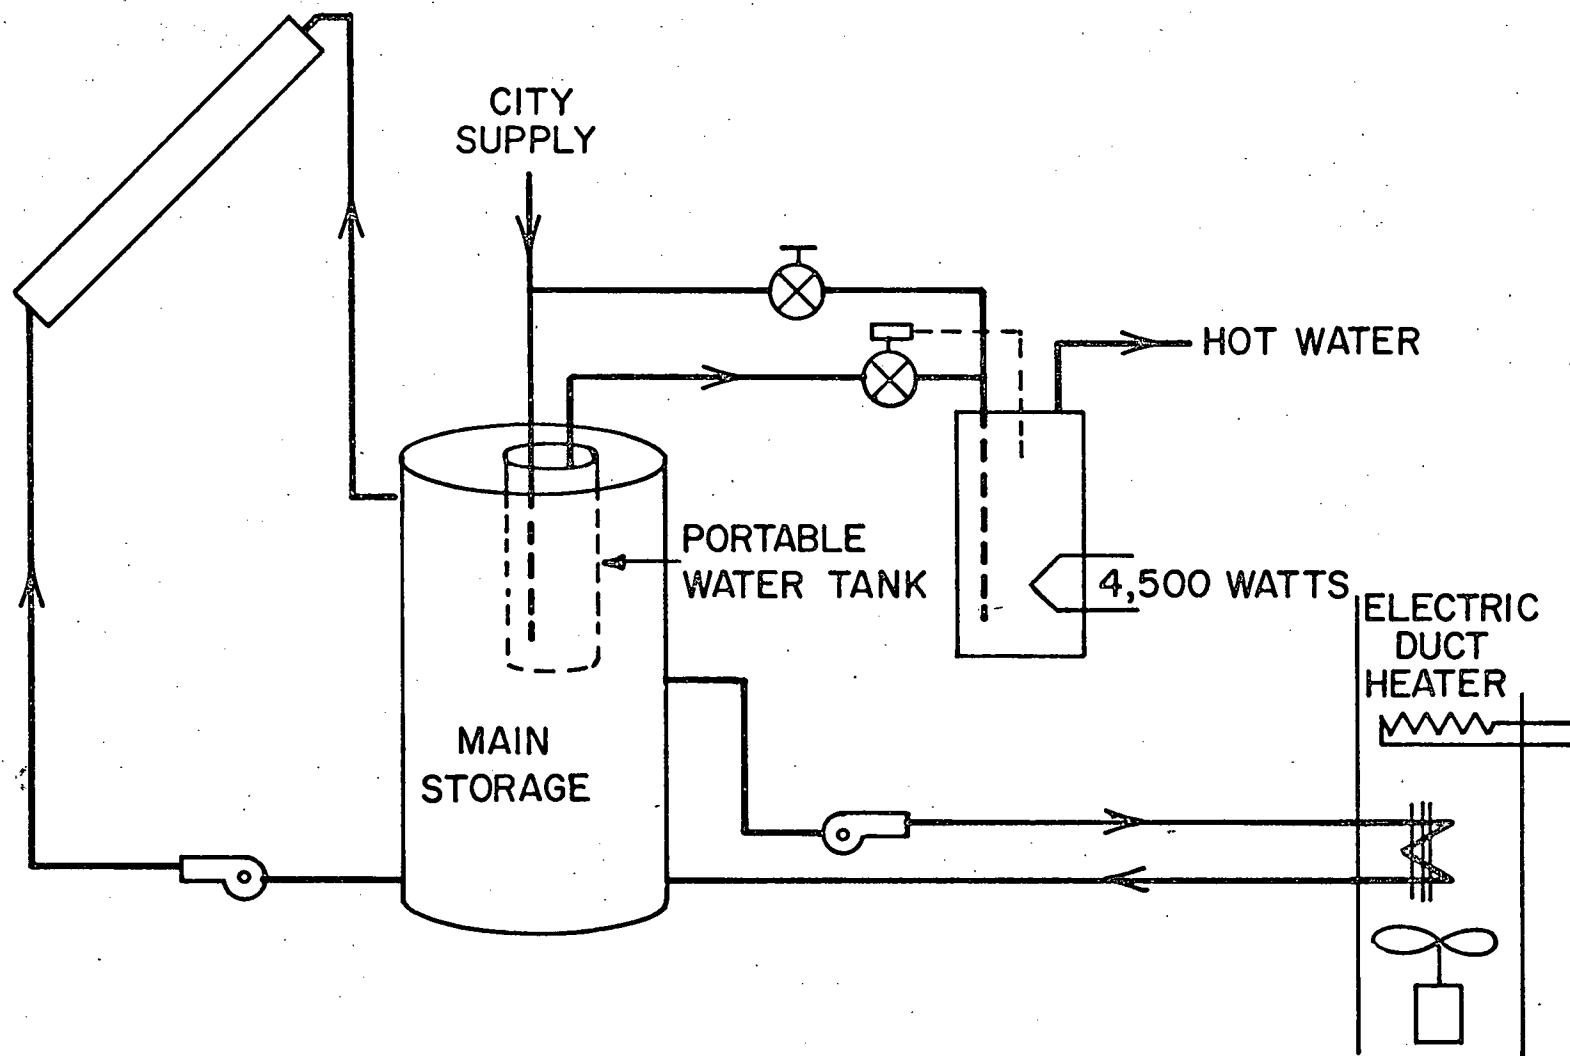 CITY
SUPPLY
HOT WATER
PORTABLE
WATER TANK
4,500 WATTS
ELECTRIC
DUCT
HEATER
MAIN
STORAGE